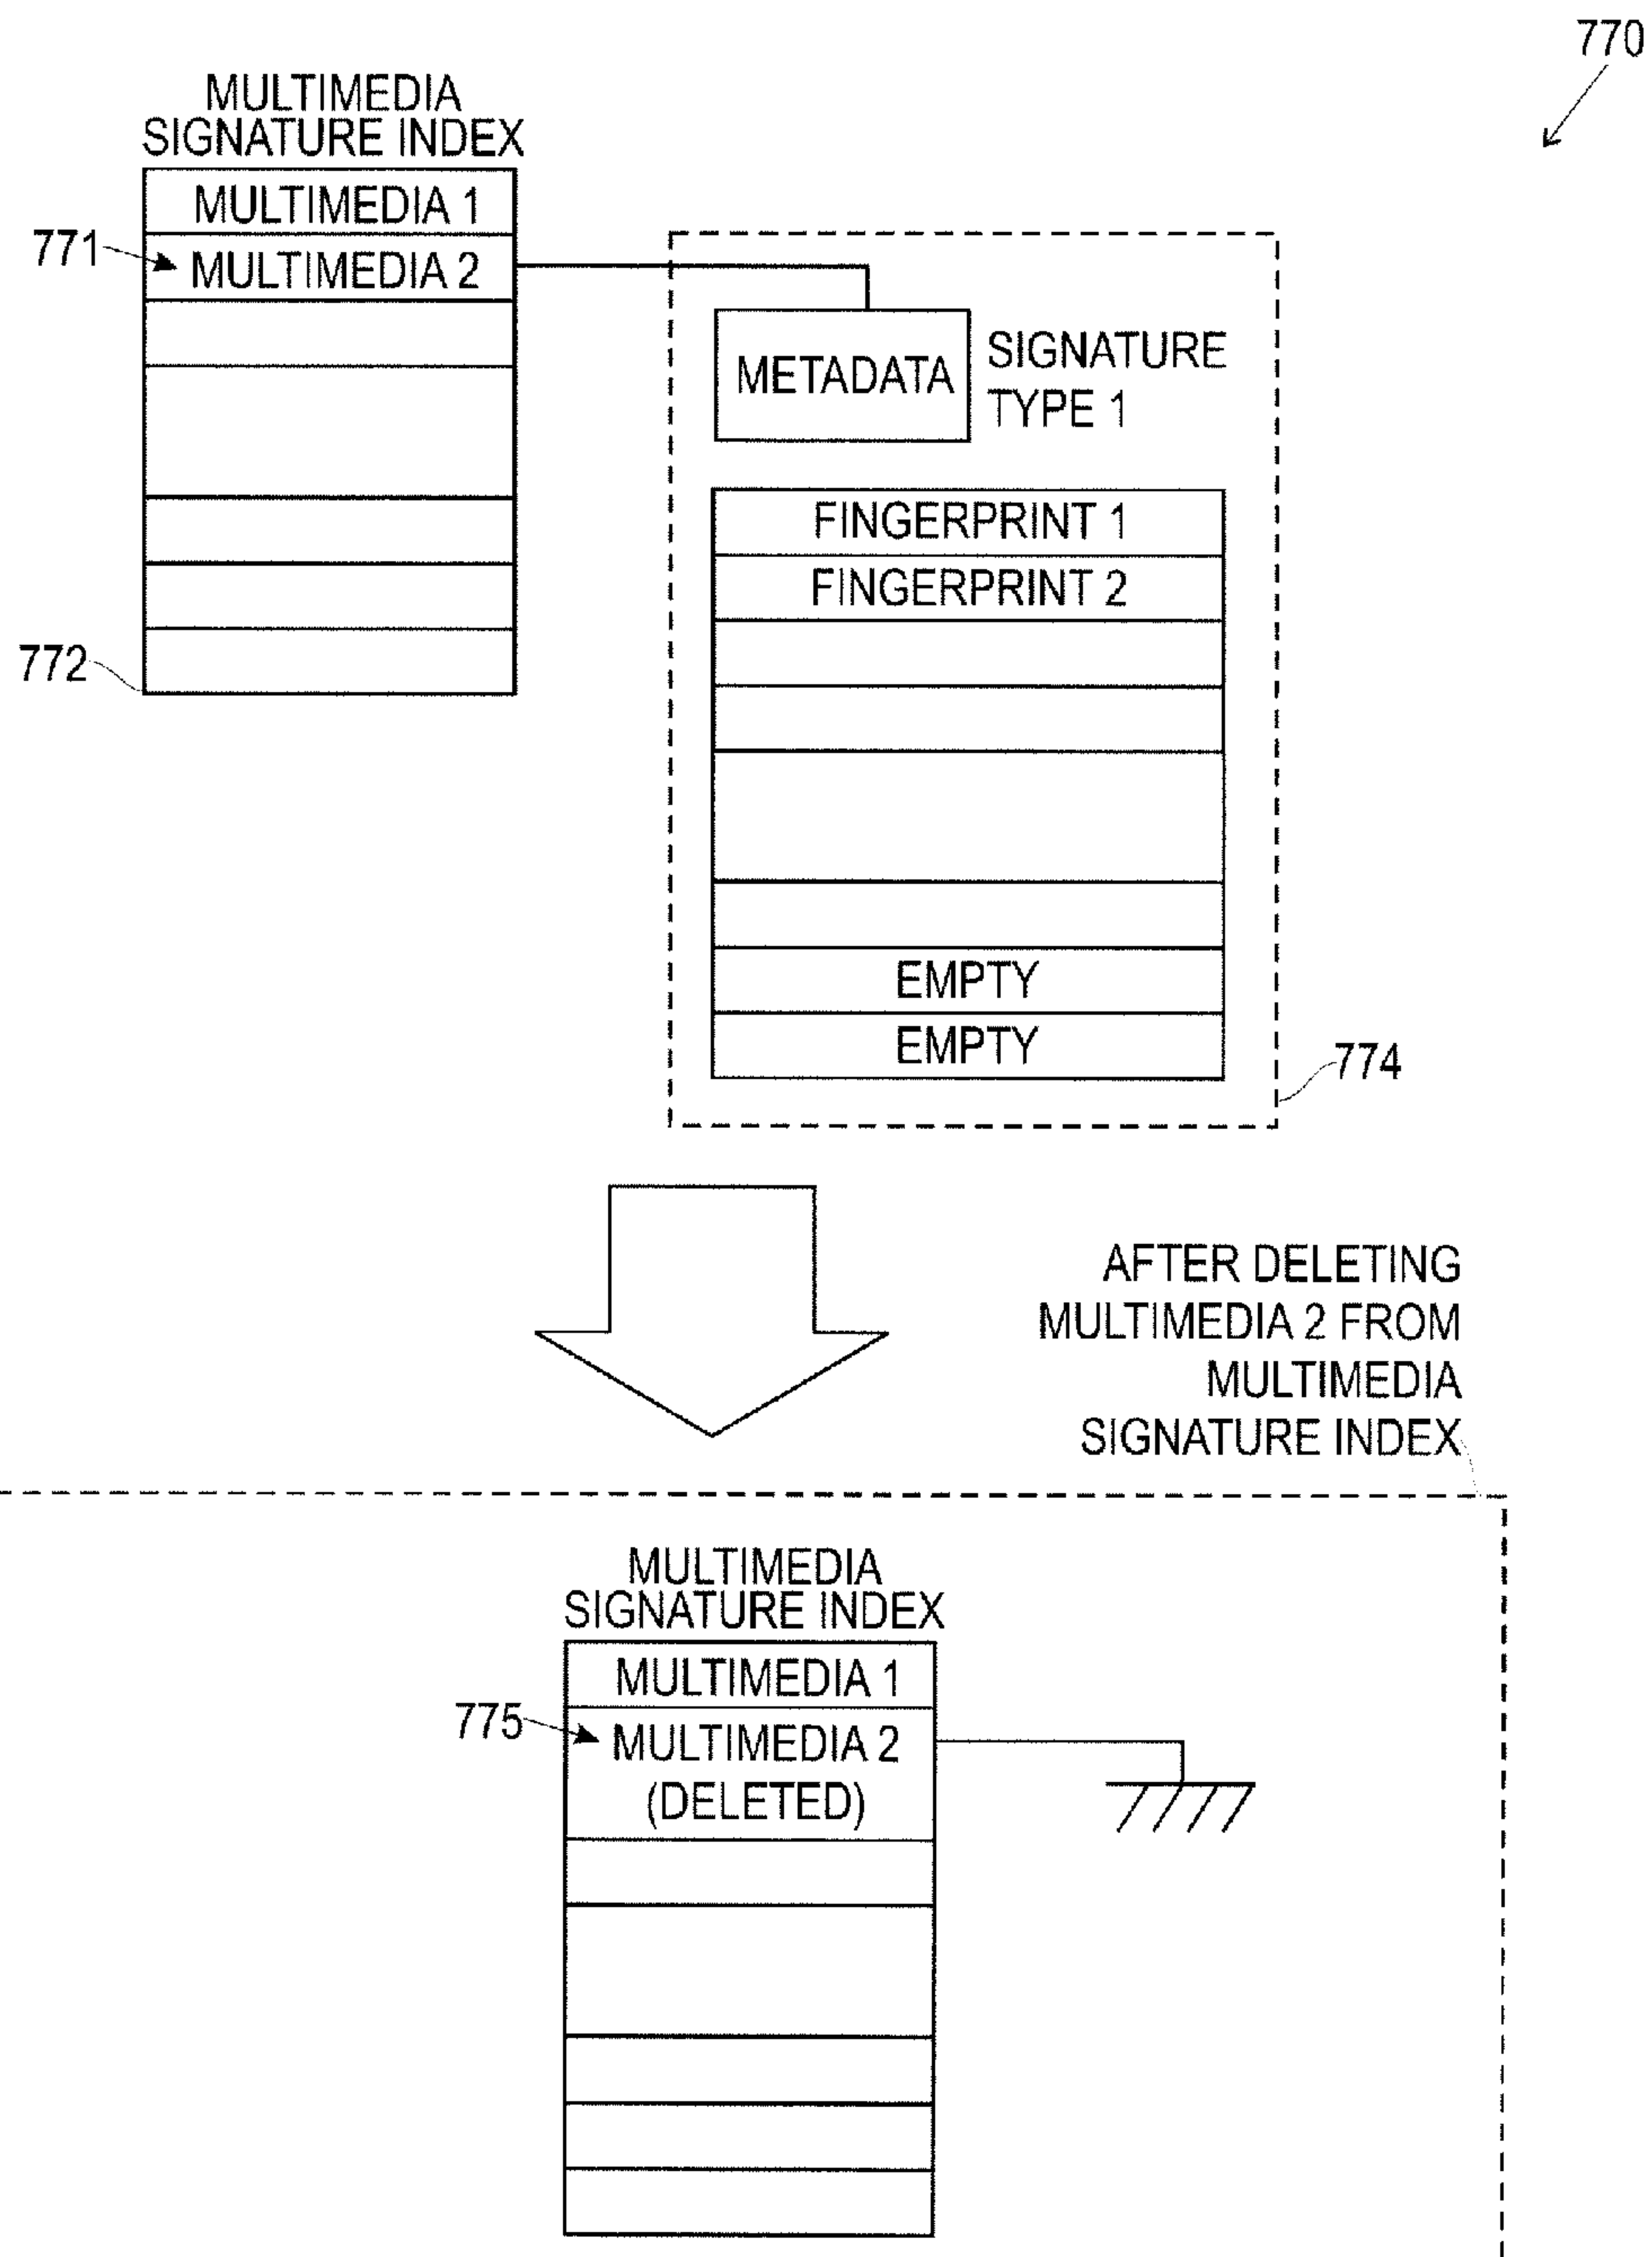 770
MULTIMEDIA
SIGNATURE INDEX
MULTIMEDIA 1
771
MULTIMEDIA 2
METADATA
SIGNATURE
TYPE 1
FINGERPRINT 1
FINGERPRINT 2
772
EMPTY
EMPTY
774
AFTER DELETING
MULTIMEDIA 2 FROM
MULTIMEDIA
SIGNATURE INDEX
MULTIMEDIA
SIGNATURE INDEX
MULTIMEDIA 1
775
MULTIMEDIA 2
(DELETED)